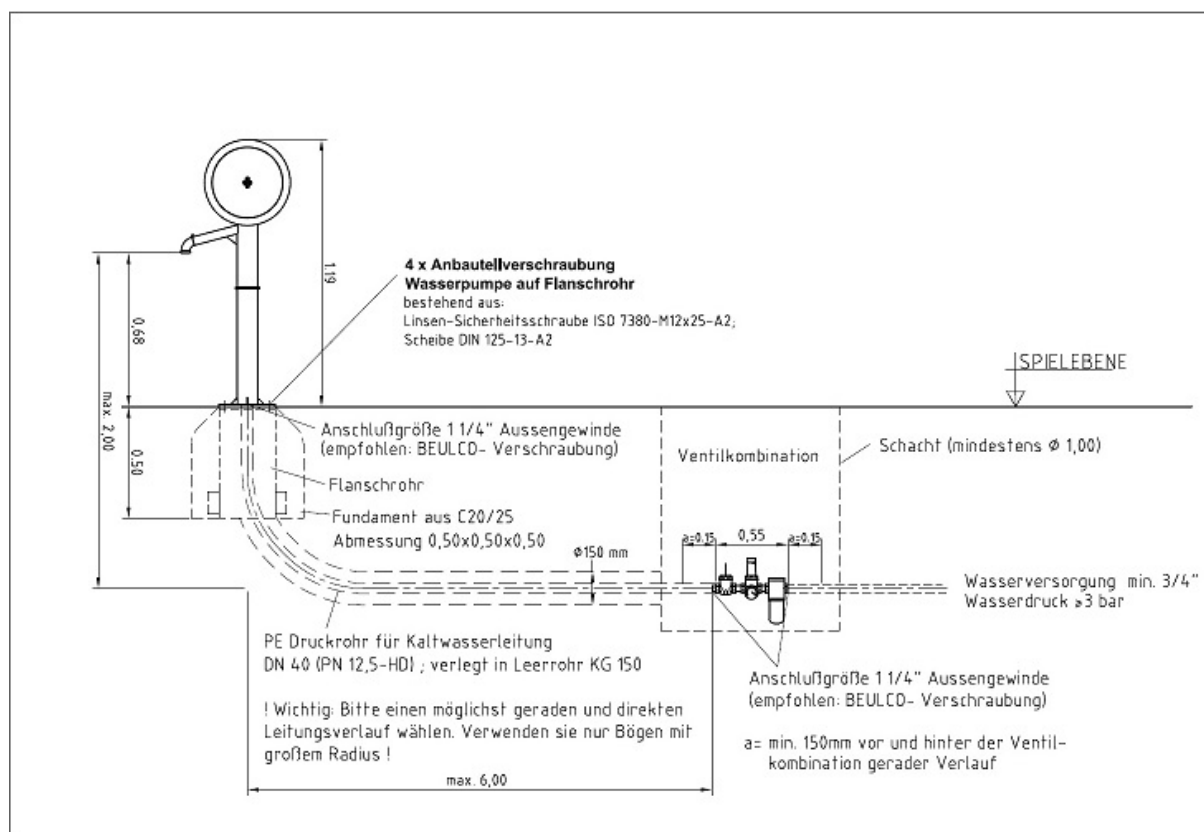 4 x Anbauteilverschraubung
Wasserpumpe auf Flanschrohr
bestehend aus:
Linsen-Sicherheitsschraube ISO 7380-M12x25-A2;
Scheibe DIN 125-13-A2
1.19
0,68
max. 2,00
0.50
SPIELEBENE
Anschlußgröße 1 1/4" Aussengewinde
(empfohlen: BEULCO- Verschraubung)
Flanschrohr
Fundament aus C20/25
Abmessung 0,50x0,50x0,50
Ventilkombination
Schacht (mindestens Ø 1,00)
a=0.15
0,55
a=0.15
Ø150 mm
Wasserversorgung min. 3/4"
Wasserdruck ≥3 bar
PE Druckrohr für Kaltwasserleitung
DN 40 (PN 12,5-HD) ; verlegt in Leerrohr KG 150
Anschlußgröße 1 1/4" Aussengewinde
(empfohlen: BEULCO- Verschraubung)
! Wichtig: Bitte einen möglichst geraden und direkten
Leitungsverlauf wählen. Verwenden sie nur Bögen mit
großem Radius !
a= min. 150mm vor und hinter der Ventil-
kombination gerader Verlauf
max. 6,00